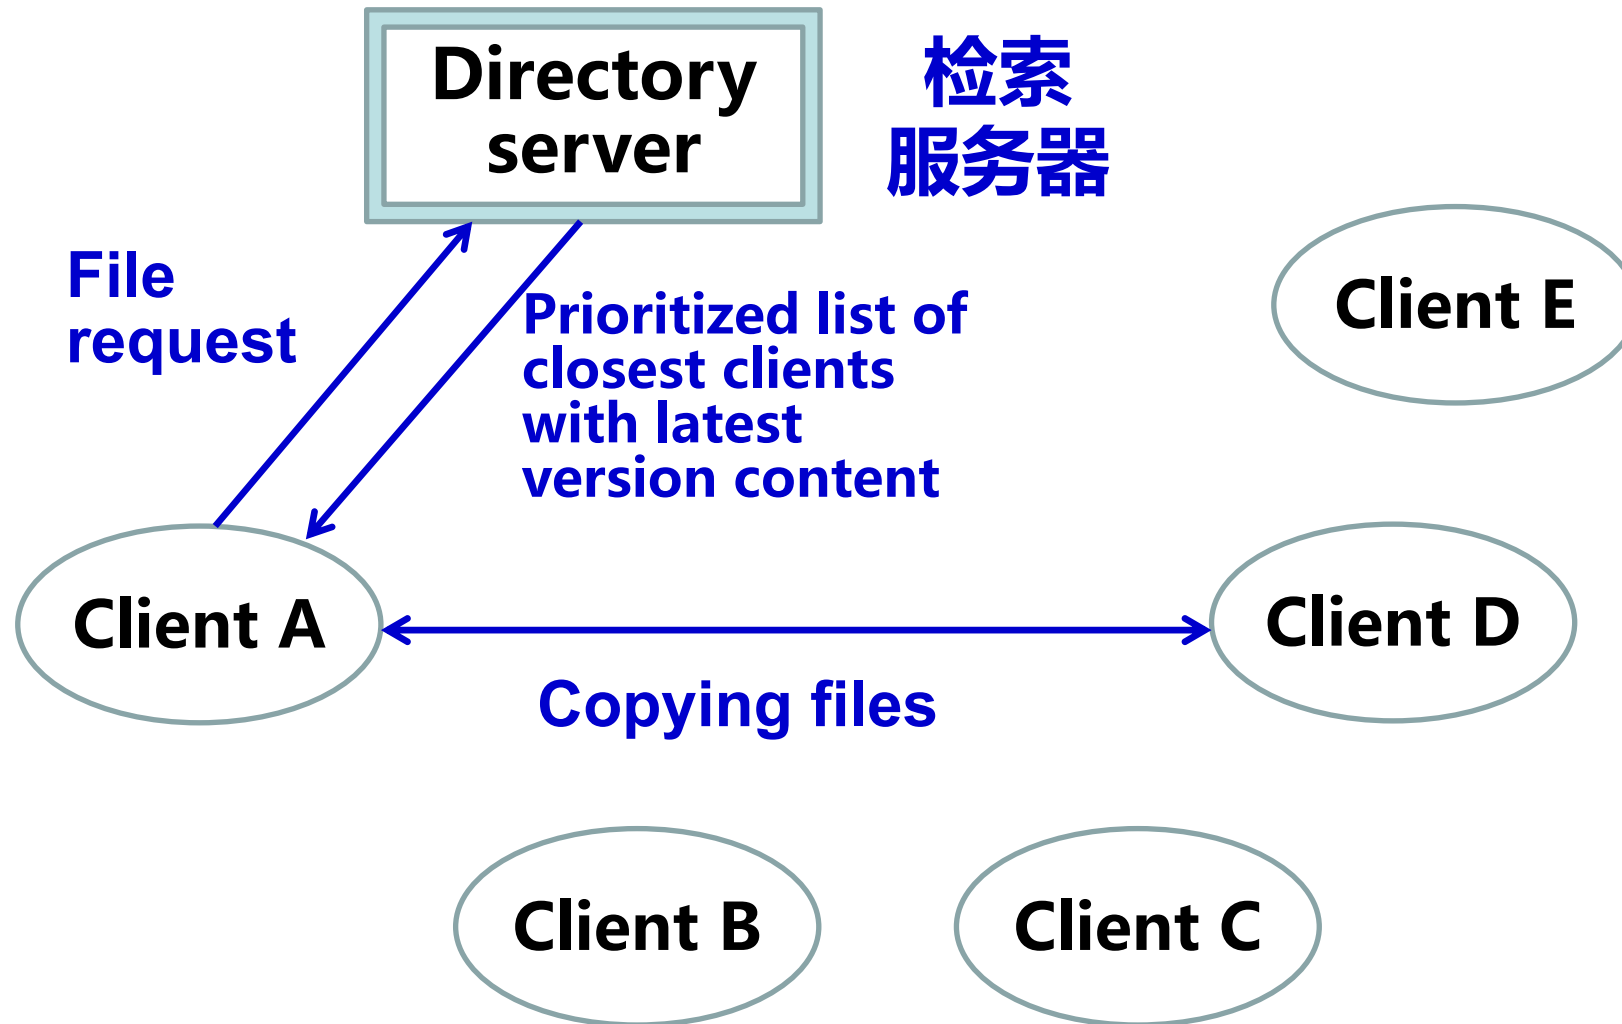 Directory
server
检索
服务器
File
request
Prioritized list of
closest clients
with latest
version content
Client E
Client A
Client D
Copying files
Client B
Client C